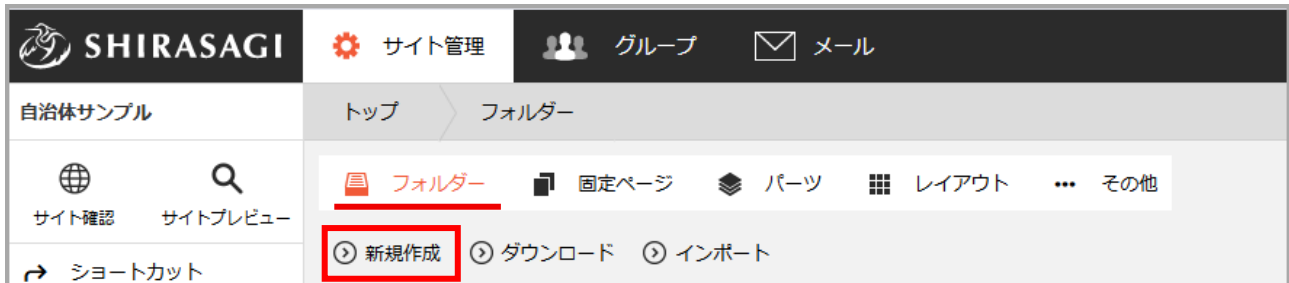 SHIRASAGI サイト管理 グループ メール
自治体サンプル トップ フォルダー
フォルダー 固定ページ パーツ レイアウト ••• その他
サイト確認 サイトプレビュー
新規作成 ダウンロード インポート
ショートカット